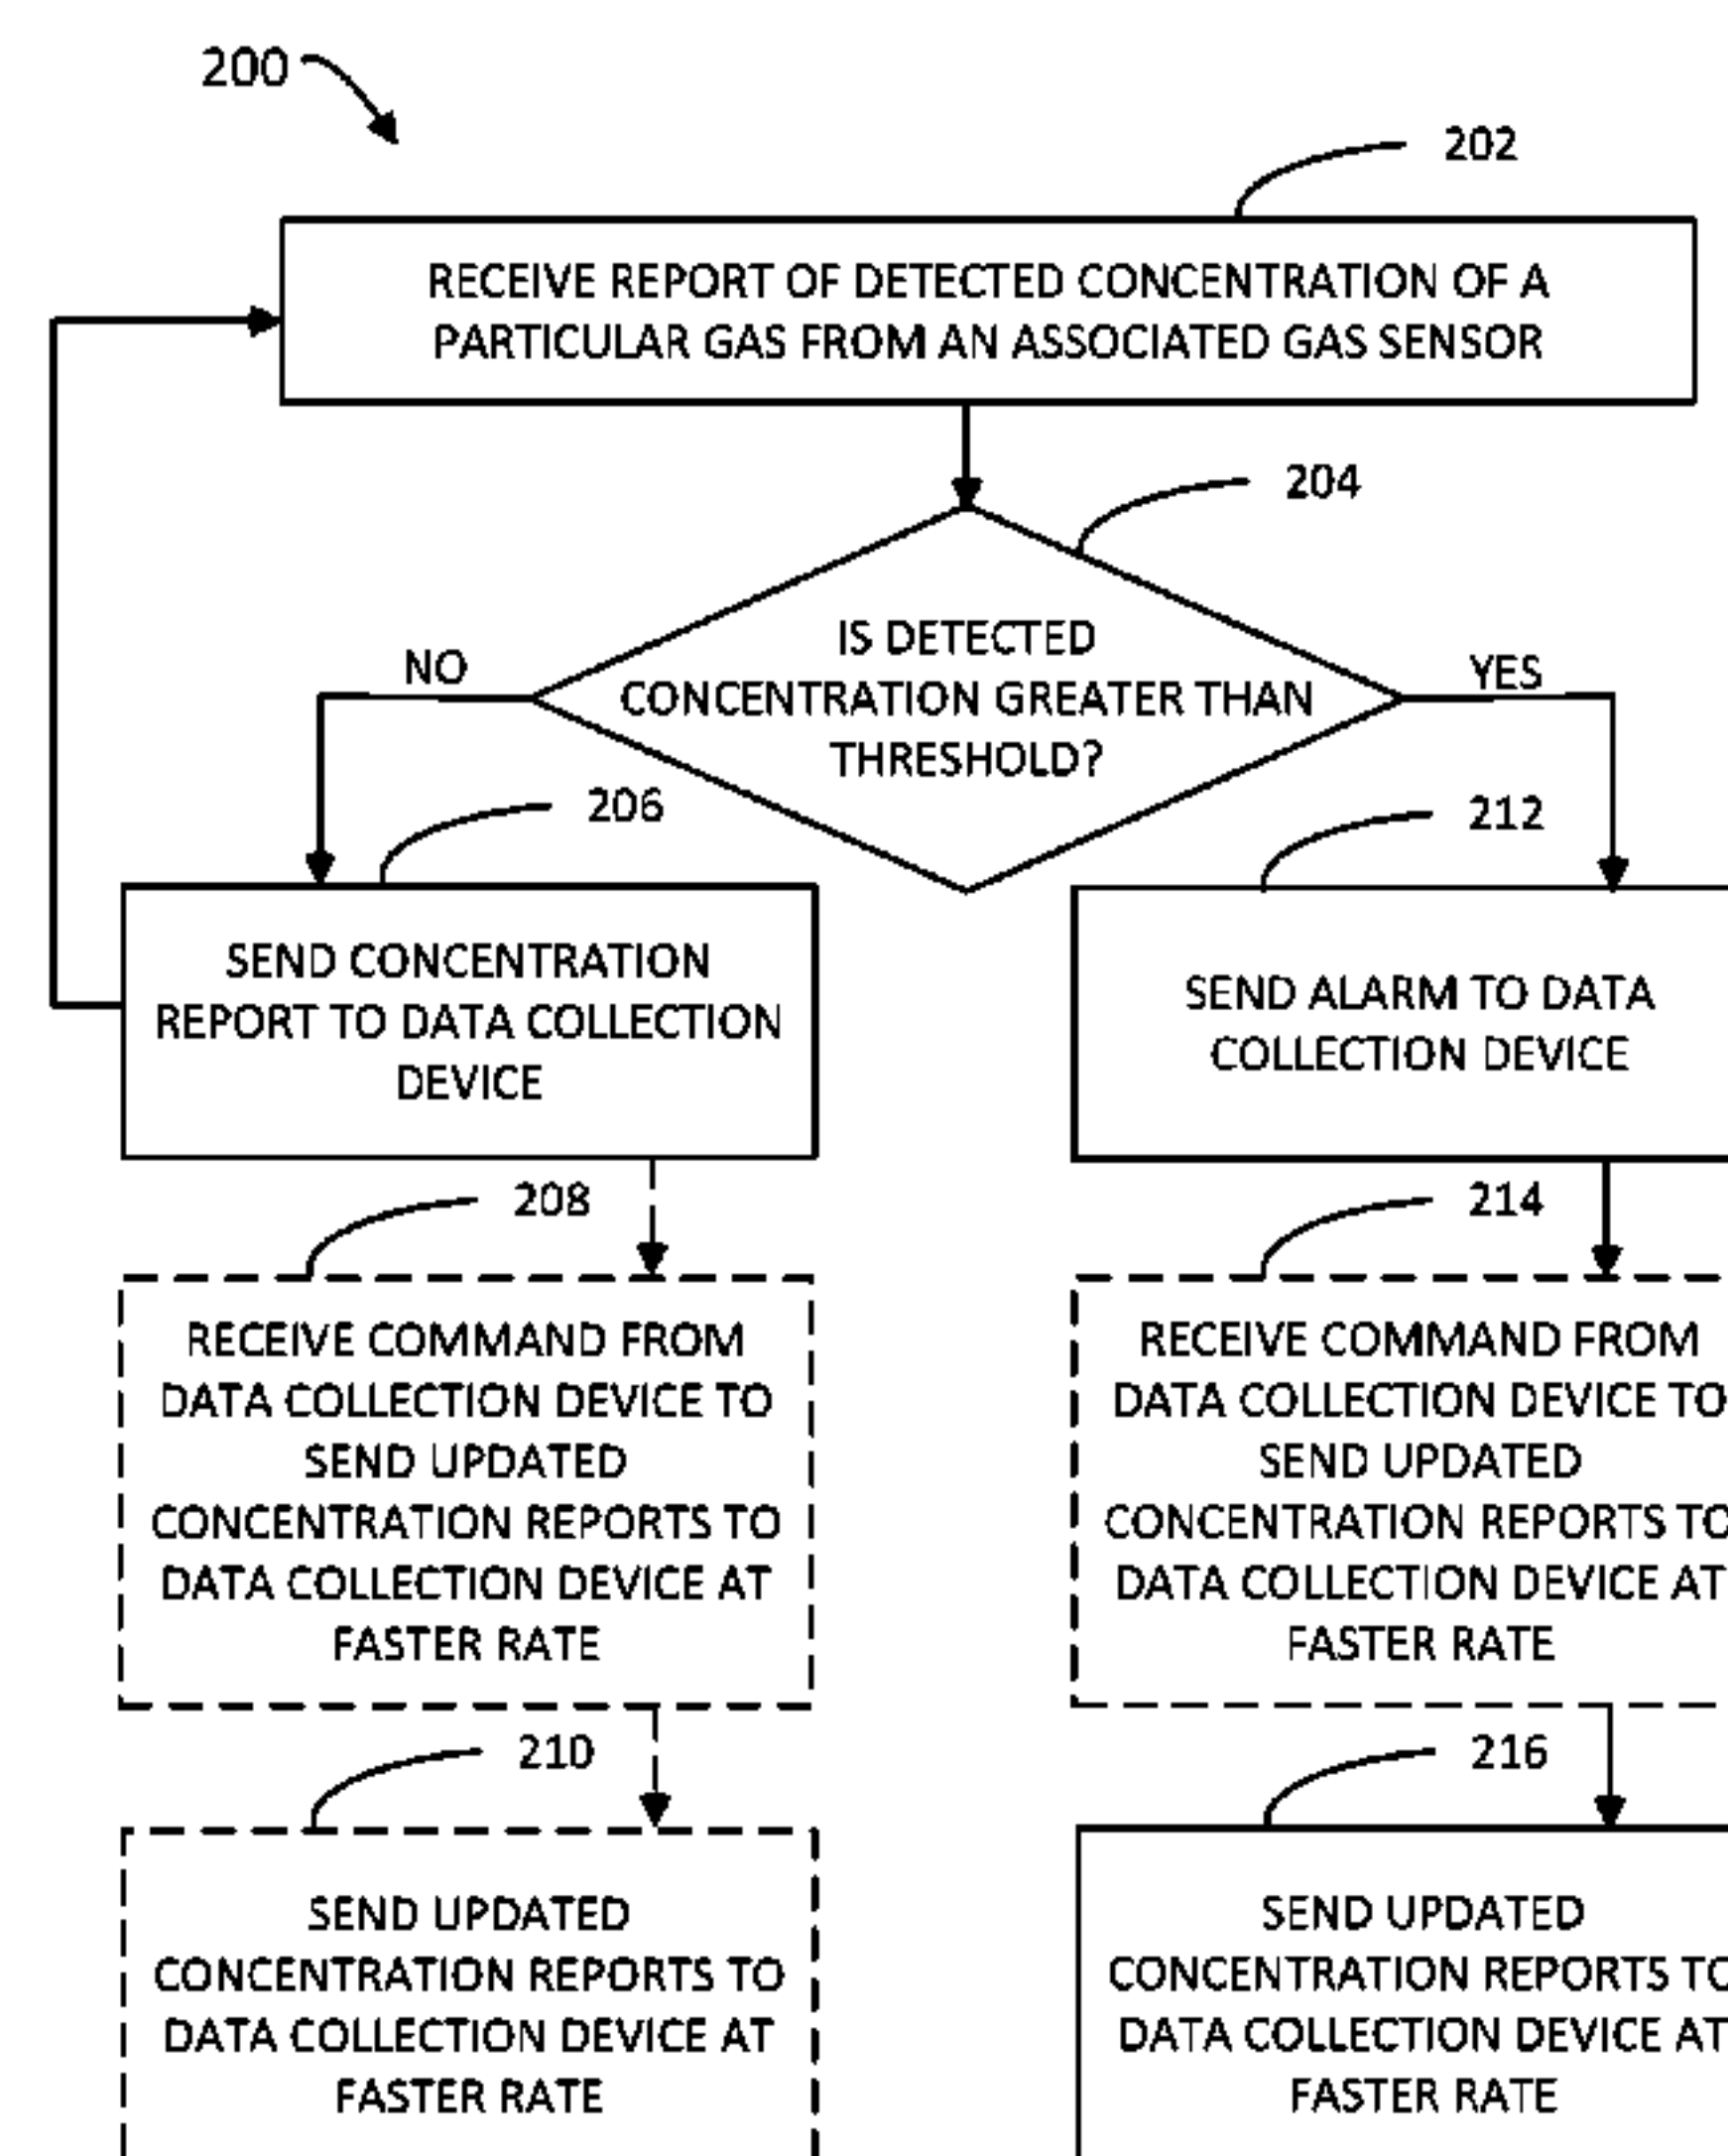 200
202
RECEIVE REPORT OF DETECTED CONCENTRATION OF A
PARTICULAR GAS FROM AN ASSOCIATED GAS SENSOR
204
IS DETECTED
CONCENTRATION GREATER THAN
THRESHOLD?
NO
YES
206
SEND CONCENTRATION
REPORT TO DATA COLLECTION
DEVICE
212
SEND ALARM TO DATA
COLLECTION DEVICE
208
RECEIVE COMMAND FROM
DATA COLLECTION DEVICE TO
SEND UPDATED
CONCENTRATION REPORTS TO
DATA COLLECTION DEVICE AT
FASTER RATE
214
RECEIVE COMMAND FROM
DATA COLLECTION DEVICE TO
SEND UPDATED
CONCENTRATION REPORTS TO
DATA COLLECTION DEVICE AT
FASTER RATE
210
SEND UPDATED
CONCENTRATION REPORTS TO
DATA COLLECTION DEVICE AT
FASTER RATE
216
SEND UPDATED
CONCENTRATION REPORTS TO
DATA COLLECTION DEVICE AT
FASTER RATE